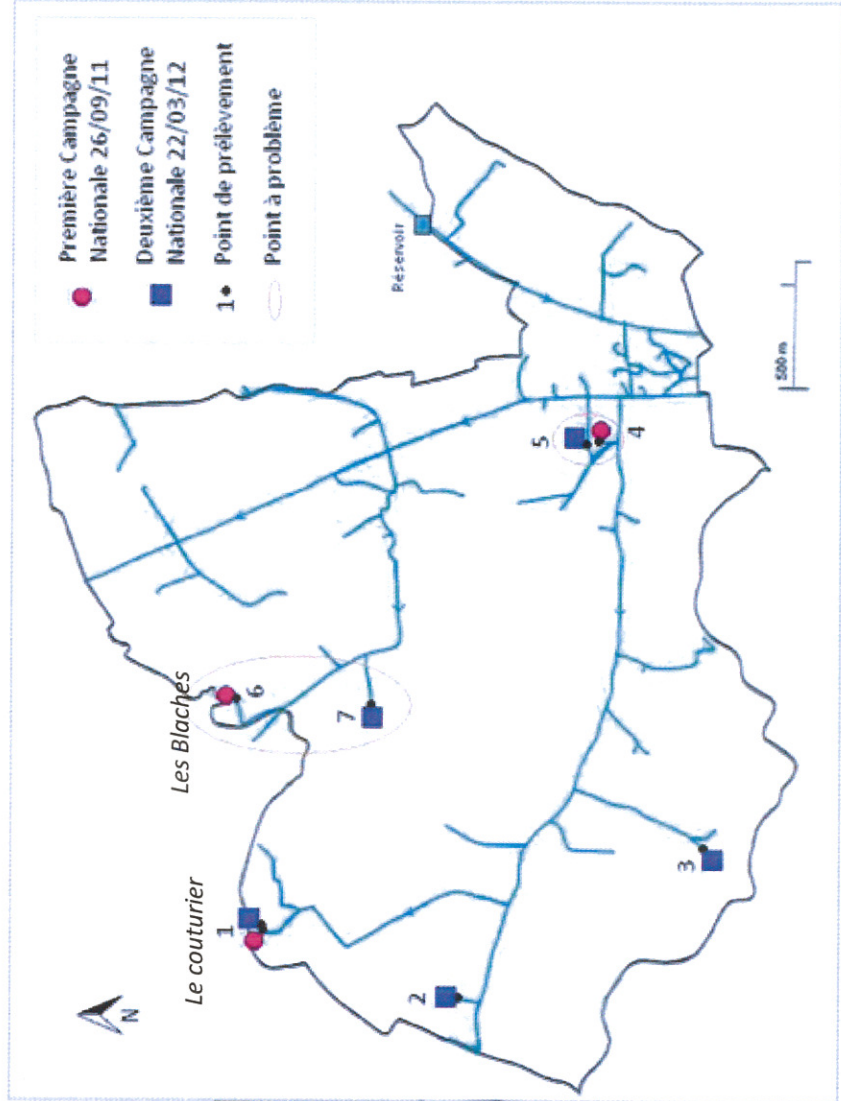 Première Campagne
Nationale 26/09/11
Deuxième Campagne
Nationale 22/03/12
1 Point de prélèvement
Point à problème
Réservoir
500 m
Les Blaches
Le couturier
N
1
2
3
4
5
6
7